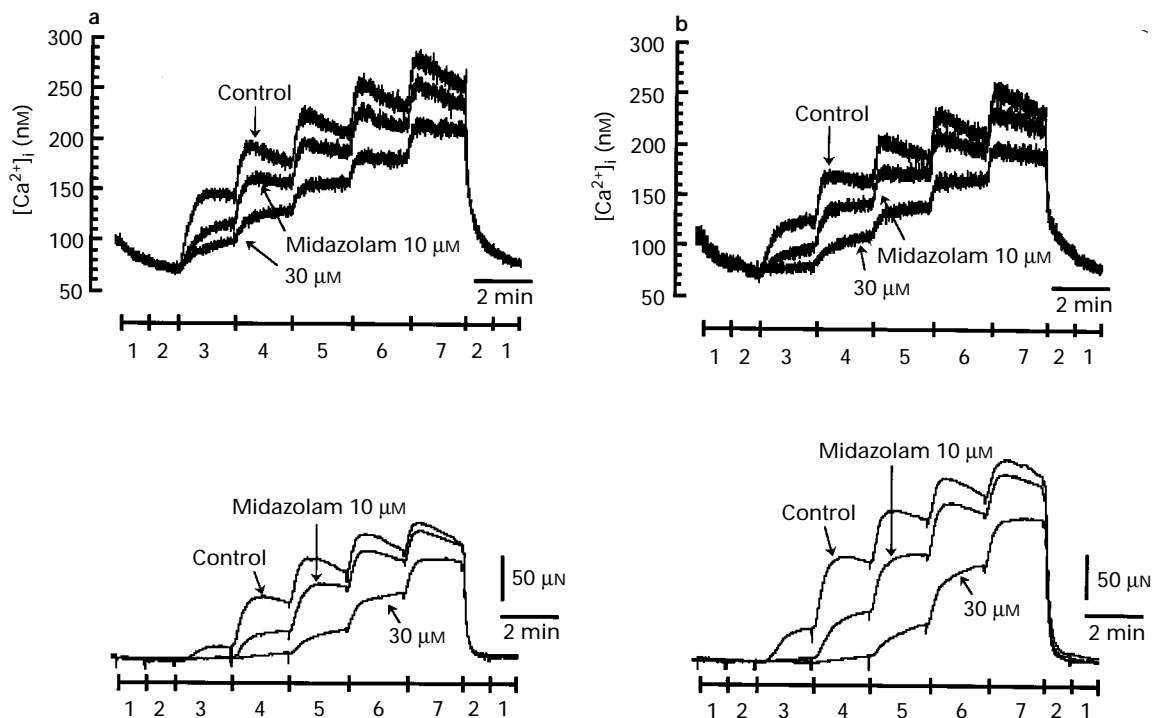 a
300
250
200
150
100
50
[Ca²⁺]ᵢ (nM)
Control
Midazolam 10 μM
30 μM
2 min
1 2 3 4 5 6 7 2 1
b
300
250
200
150
100
50
[Ca²⁺]ᵢ (nM)
Control
Midazolam 10 μM
30 μM
2 min
1 2 3 4 5 6 7 2 1
Midazolam 10 μM
Control
30 μM
50 μN
2 min
1 2 3 4 5 6 7 2 1
Midazolam 10 μM
Control
30 μM
50 μN
2 min
1 2 3 4 5 6 7 2 1